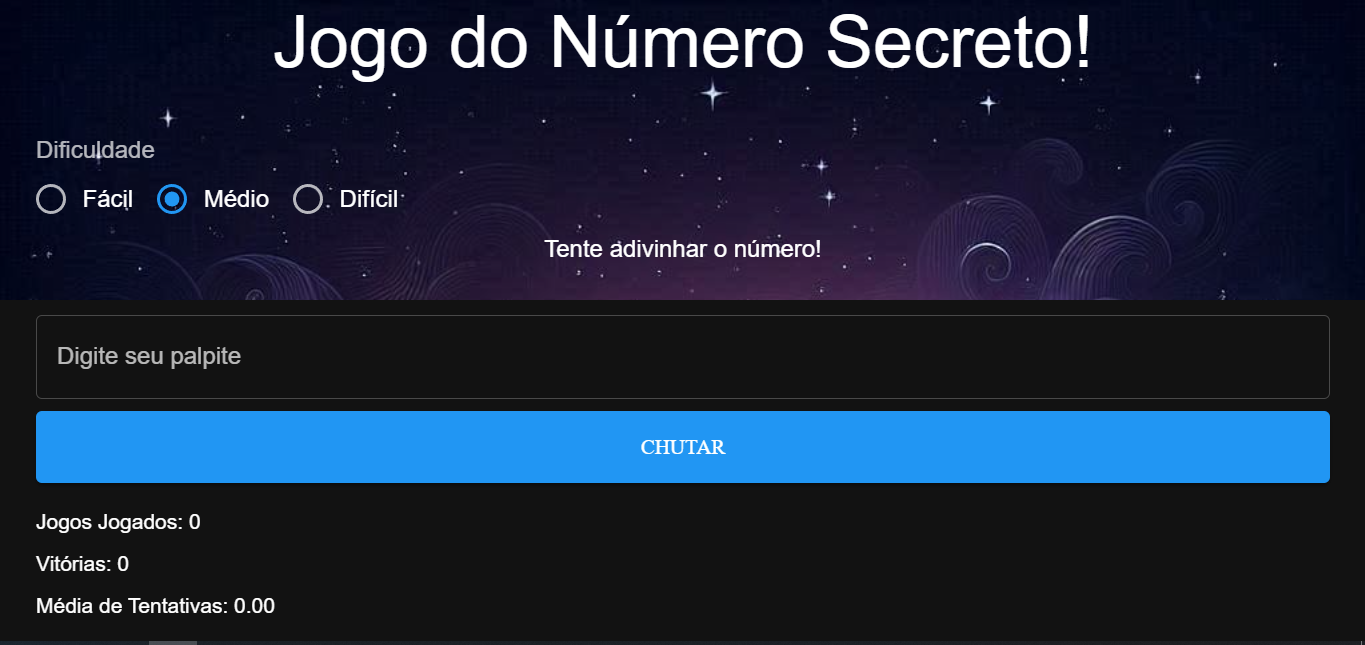 Jogo do Número Secreto!
Dificuldade
Fácil Médio Difícil
Tente adivinhar o número!
Digite seu palpite
CHUTAR
Jogos Jogados: 0
Vitórias: 0
Média de Tentativas: 0.00